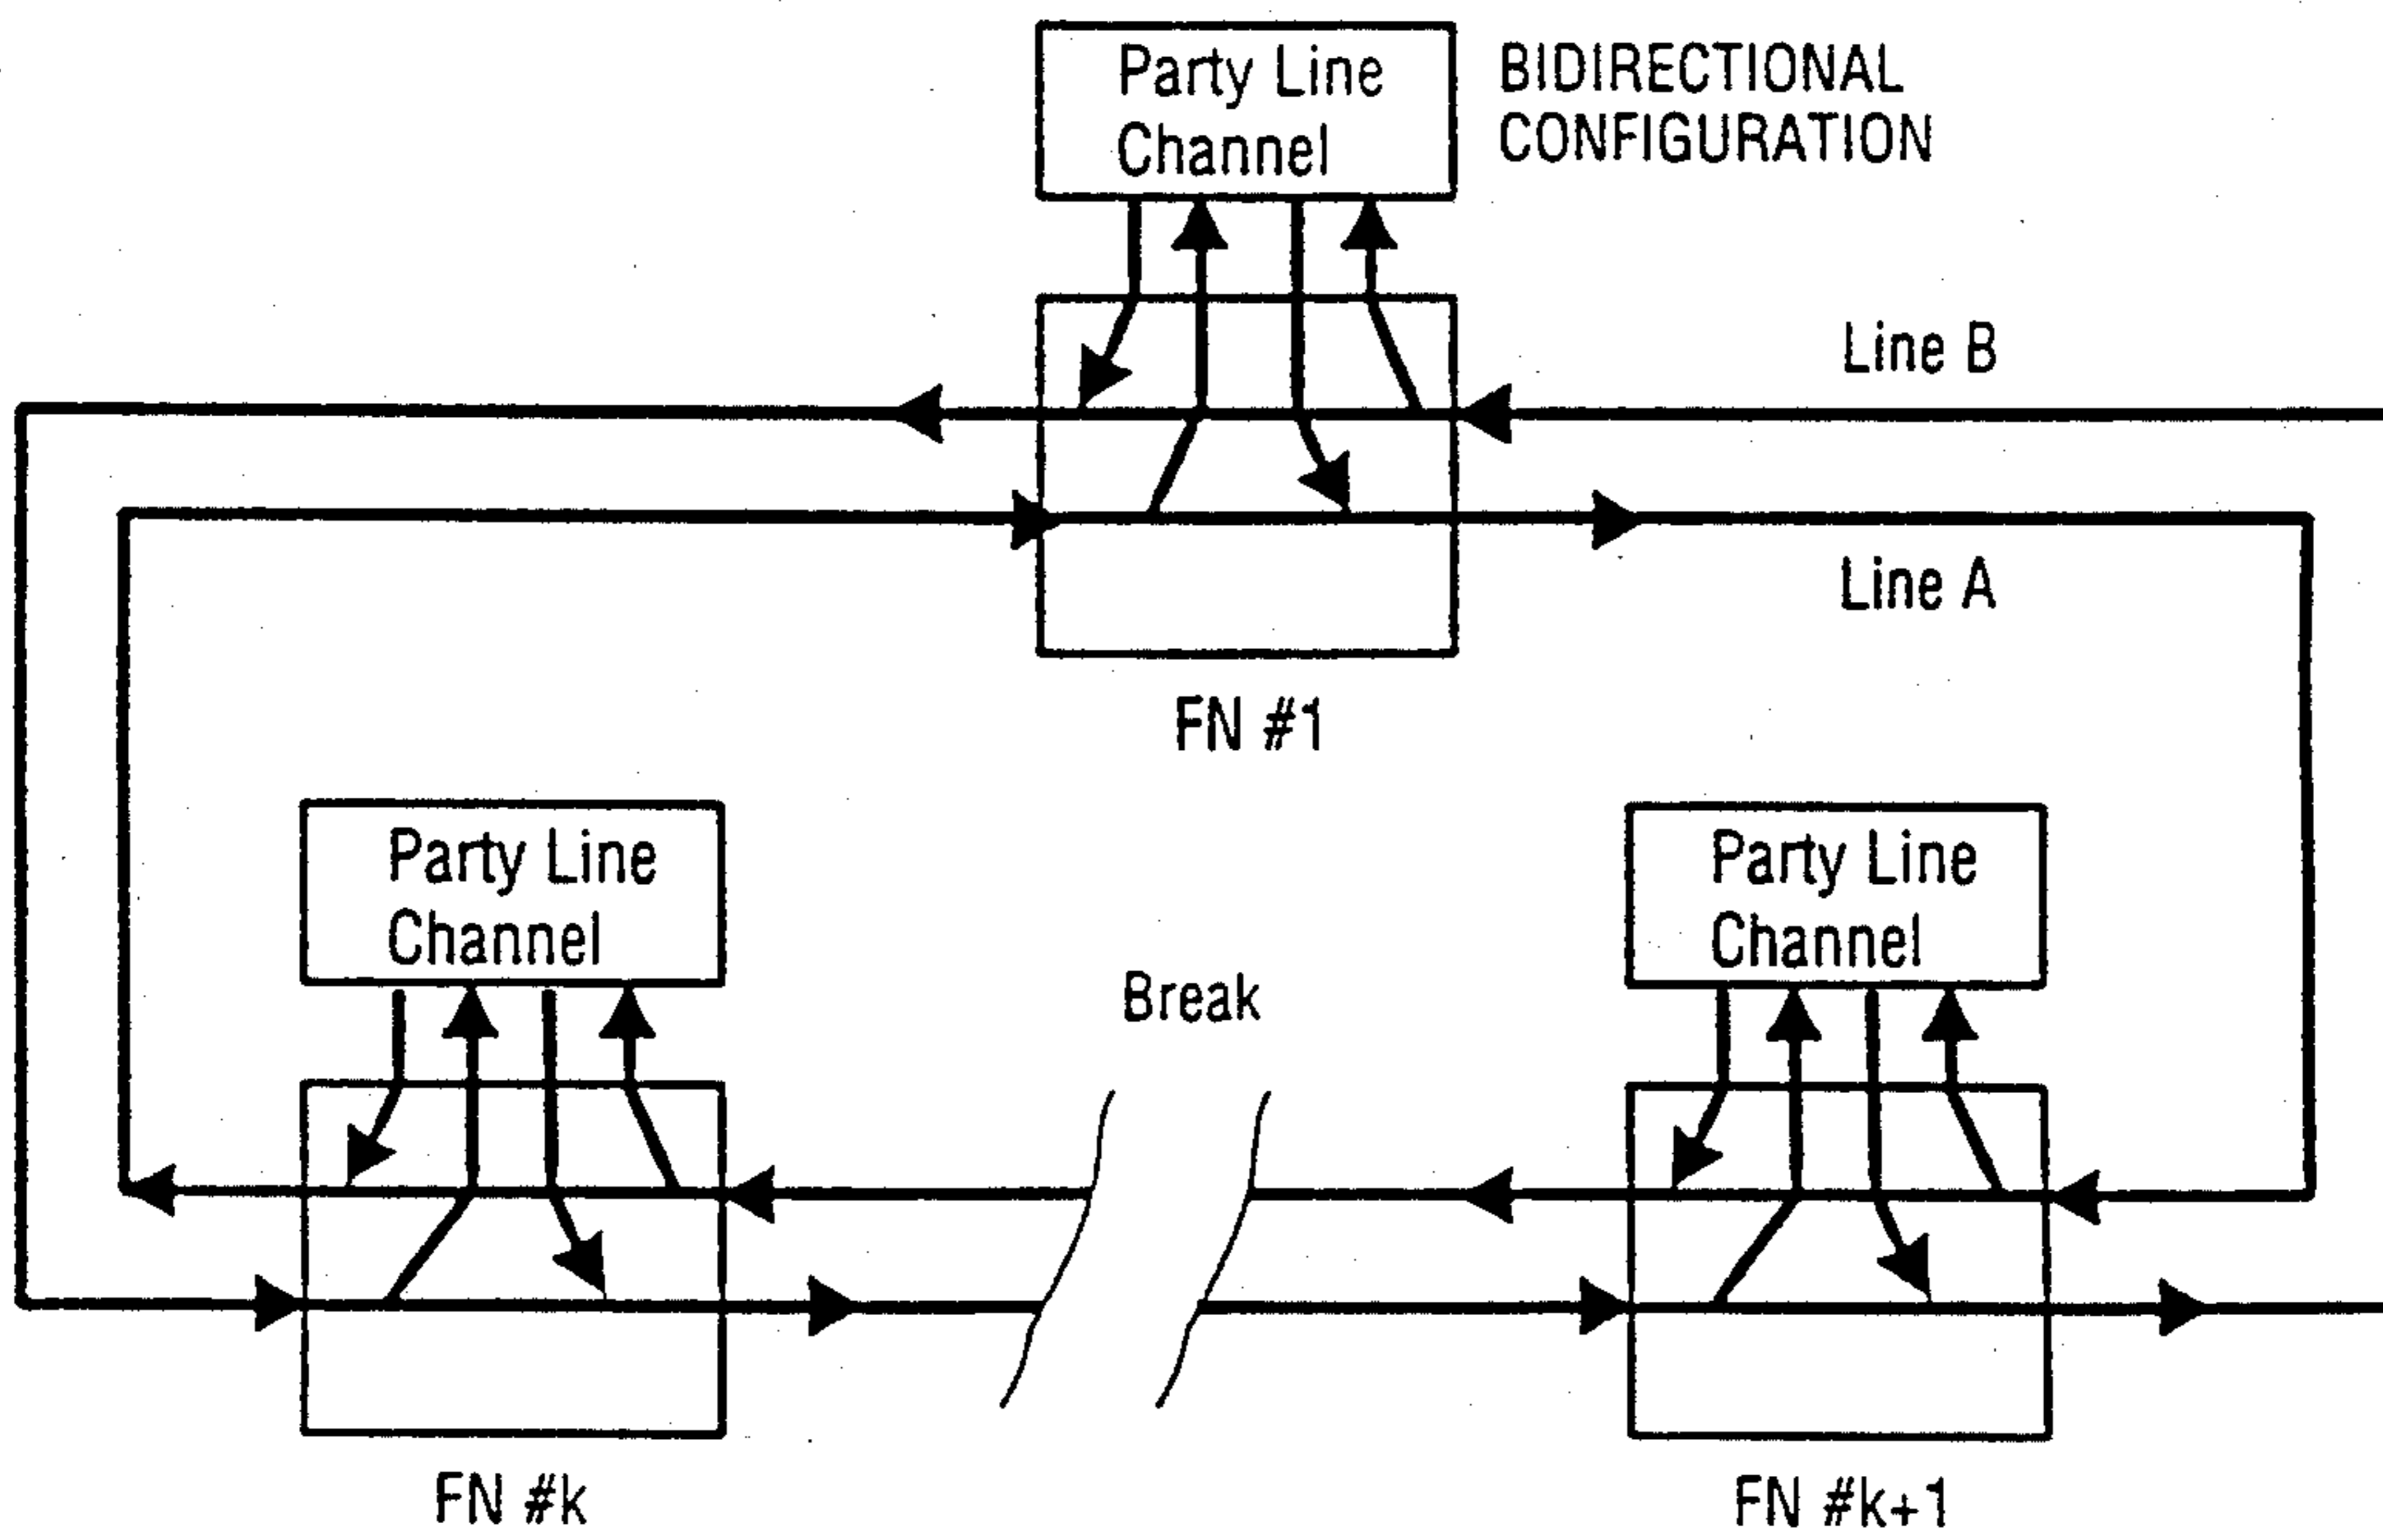 Party Line
Channel
BIDIRECTIONAL
CONFIGURATION
Line B
Line A
FN #1
Party Line
Channel
Break
Party Line
Channel
FN #k
FN #k+1